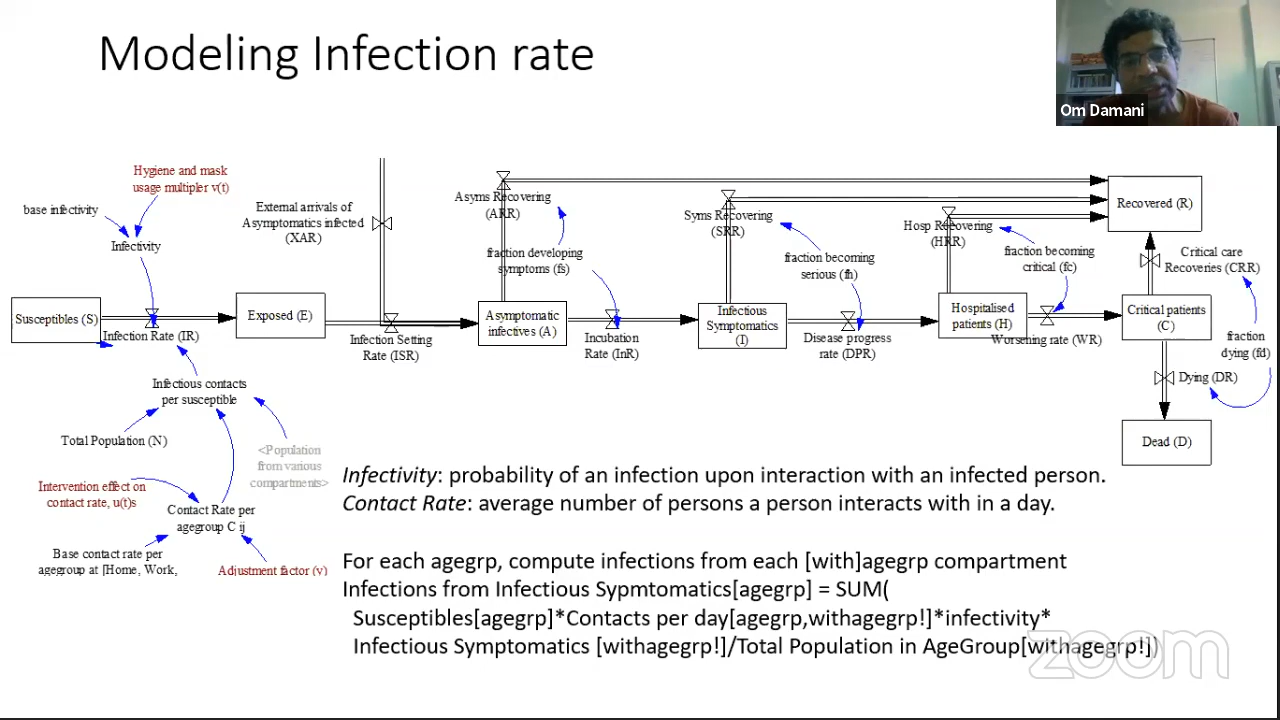 Modeling Infection rate
Om Damani
Hygiene and mask
usage multipler v(t)
base infectivity
Infectivity
External arrivals of
Asymptomatics infected
(XAR)
Asyms Recovering
(ARR)
fraction developing
symptoms (fs)
Syms Recovering
(SRR)
fraction becoming
serious (fh)
Hosp Recovering
(HRR)
fraction becoming
critical (fc)
Recovered (R)
Critical care
Recoveries (CRR)
Susceptibles (S)
Infection Rate (IR)
Exposed (E)
Infection Setting
Rate (ISR)
Asymptomatic
infectives (A)
Incubation
Rate (InR)
Infectious
Symptomatics
(I)
Disease progress
rate (DPR)
Hospitalised
patients (H)
Worsening rate (WR)
Critical patients
(C)
fraction
dying (fd)
Dying (DR)
Dead (D)
Infectious contacts
per susceptible
Total Population (N)
<Population
from various
compartments>
Intervention effect on
contact rate, u(t)s
Contact Rate per
agegroup C ij
Base contact rate per
agegroup at [Home, Work,
Adjustment factor (v)
Infectivity: probability of an infection upon interaction with an infected person.
Contact Rate: average number of persons a person interacts with in a day.
For each agegrp, compute infections from each [with]agegrp compartment
Infections from Infectious Sypmtomatics[agegrp] = SUM(
Susceptibles[agegrp]*Contacts per day[agegrp,withagegrp!]*infectivity*
Infectious Symptomatics [withagegrp!]/Total Population in AgeGroup[withagegrp!])
zoom